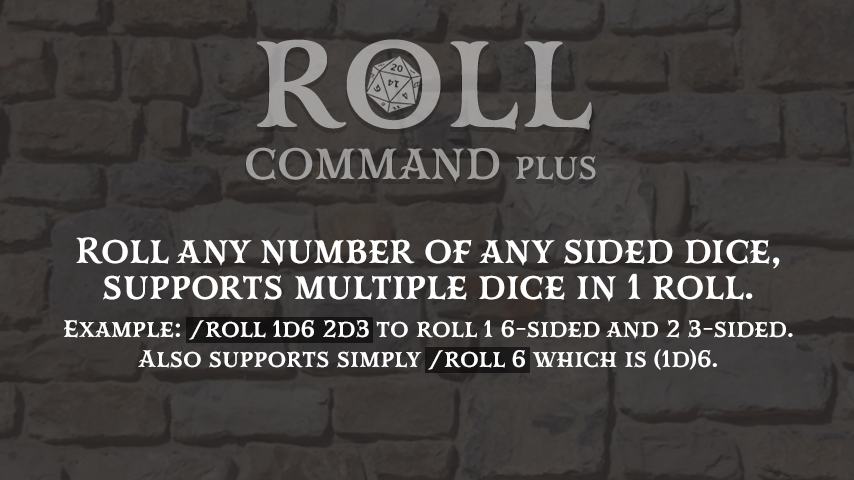 ROLL
COMMAND PLUS
ROLL ANY NUMBER OF ANY SIDED DICE,
SUPPORTS MULTIPLE DICE IN 1 ROLL.
EXAMPLE: /ROLL 1D6 2D3 TO ROLL 1 6-SIDED AND 2 3-SIDED.
ALSO SUPPORTS SIMPLY /ROLL 6 WHICH IS (1D)6.